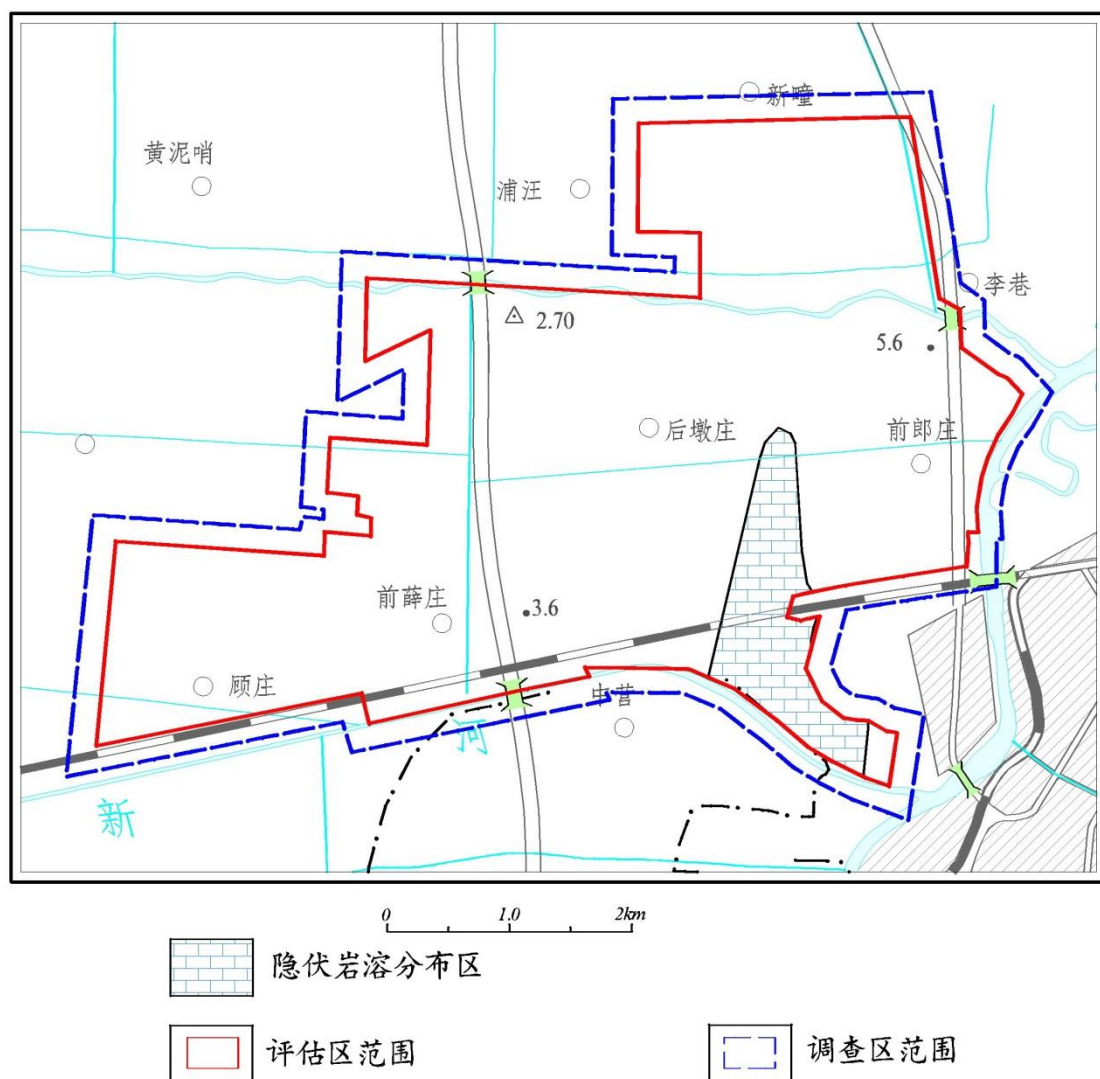 新疃
黄泥哨
浦汪
李巷
2.70
5.6
后墩庄
前郎庄
前薛庄
3.6
顾庄
中营
河
新
0 1.0 2km
隐伏岩溶分布区
评估区范围 调查区范围